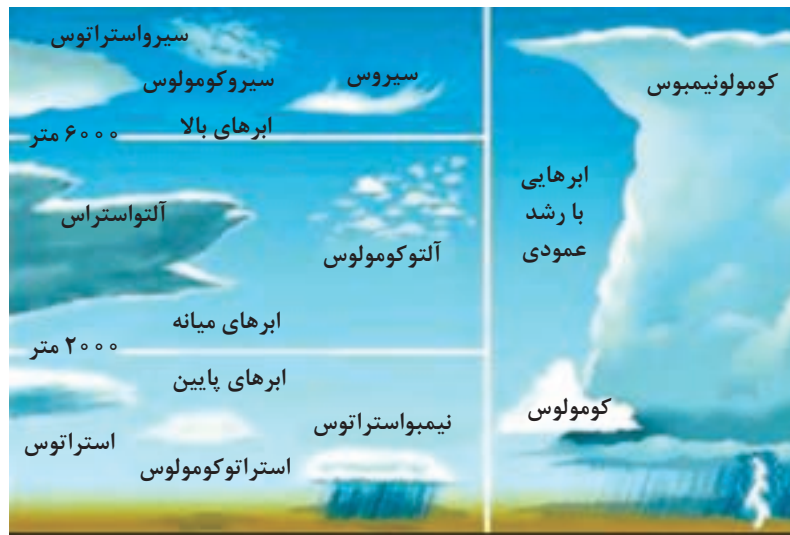 سیرواستراتوس
سیروکومولوس
سیروس
کومولونیمبوس
ابرهای بالا
۶۰۰۰ متر
ابرهایی
با رشد
عمودی
آلتواستراس
آلتوکومولوس
ابرهای میانه
۲۰۰۰ متر
ابرهای پایین
کومولوس
نیمبواستراتوس
استراتوس
استراتوکومولوس